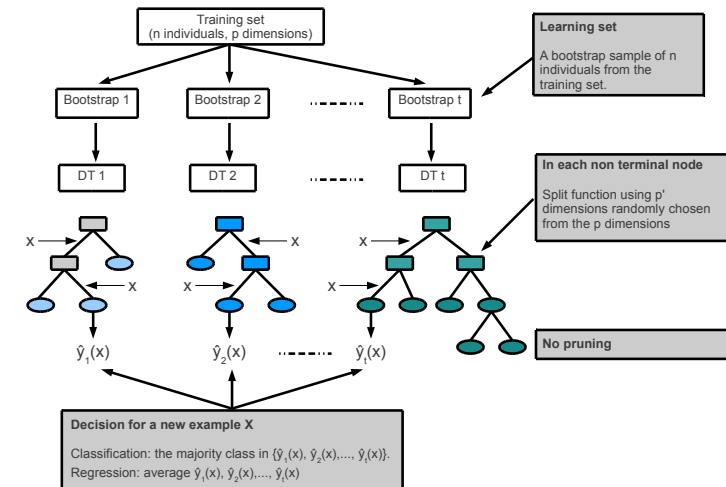 Training set
(n individuals, p dimensions)
Learning set
A bootstrap sample of n
individuals from the
training set.
Bootstrap 1
Bootstrap 2
Bootstrap t
DT 1
DT 2
DT t
In each non terminal node
Split function using p'
dimensions randomly chosen
from the p dimensions
x
x
x
x
x
x
ŷ₁(x)
ŷ₂(x)
ŷₜ(x)
No pruning
Decision for a new example X
Classification: the majority class in {ŷ₁(x), ŷ₂(x),..., ŷₜ(x)}.
Regression: average ŷ₁(x), ŷ₂(x),..., ŷₜ(x)